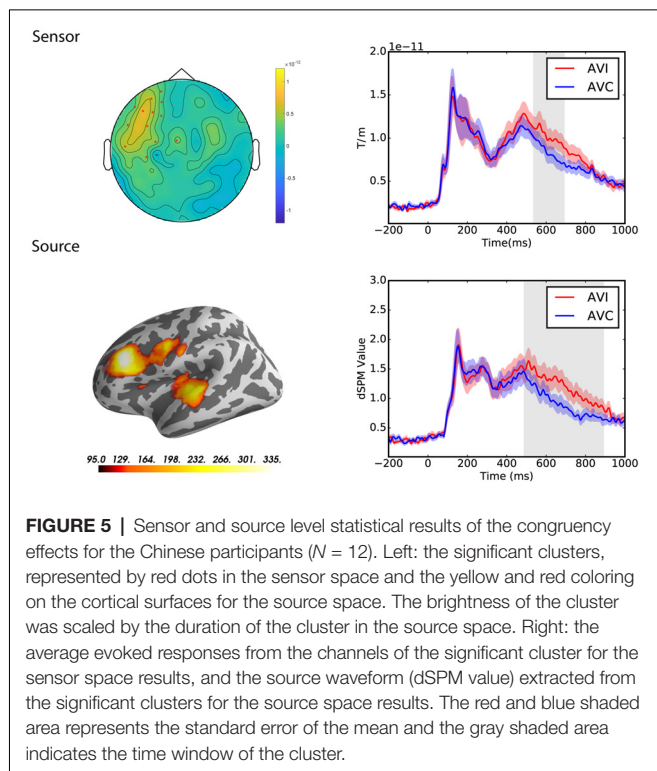 Sensor
×10⁻¹²
1
0.5
0
-0.5
-1
1e-11
2.0
1.5
1.0
0.5
T/m
AVI
AVC
−200 0 200 400 600 800 1000
Time(ms)
Source
95.0 129. 164. 198. 232. 266. 301. 335.
3.0
2.5
2.0
1.5
1.0
0.5
dSPM Value
AVI
AVC
−200 0 200 400 600 800 1000
Time (ms)
FIGURE 5 | Sensor and source level statistical results of the congruency
effects for the Chinese participants (N = 12). Left: the significant clusters,
represented by red dots in the sensor space and the yellow and red coloring
on the cortical surfaces for the source space. The brightness of the cluster
was scaled by the duration of the cluster in the source space. Right: the
average evoked responses from the channels of the significant cluster for the
sensor space results, and the source waveform (dSPM value) extracted from
the significant clusters for the source space results. The red and blue shaded
area represents the standard error of the mean and the gray shaded area
indicates the time window of the cluster.